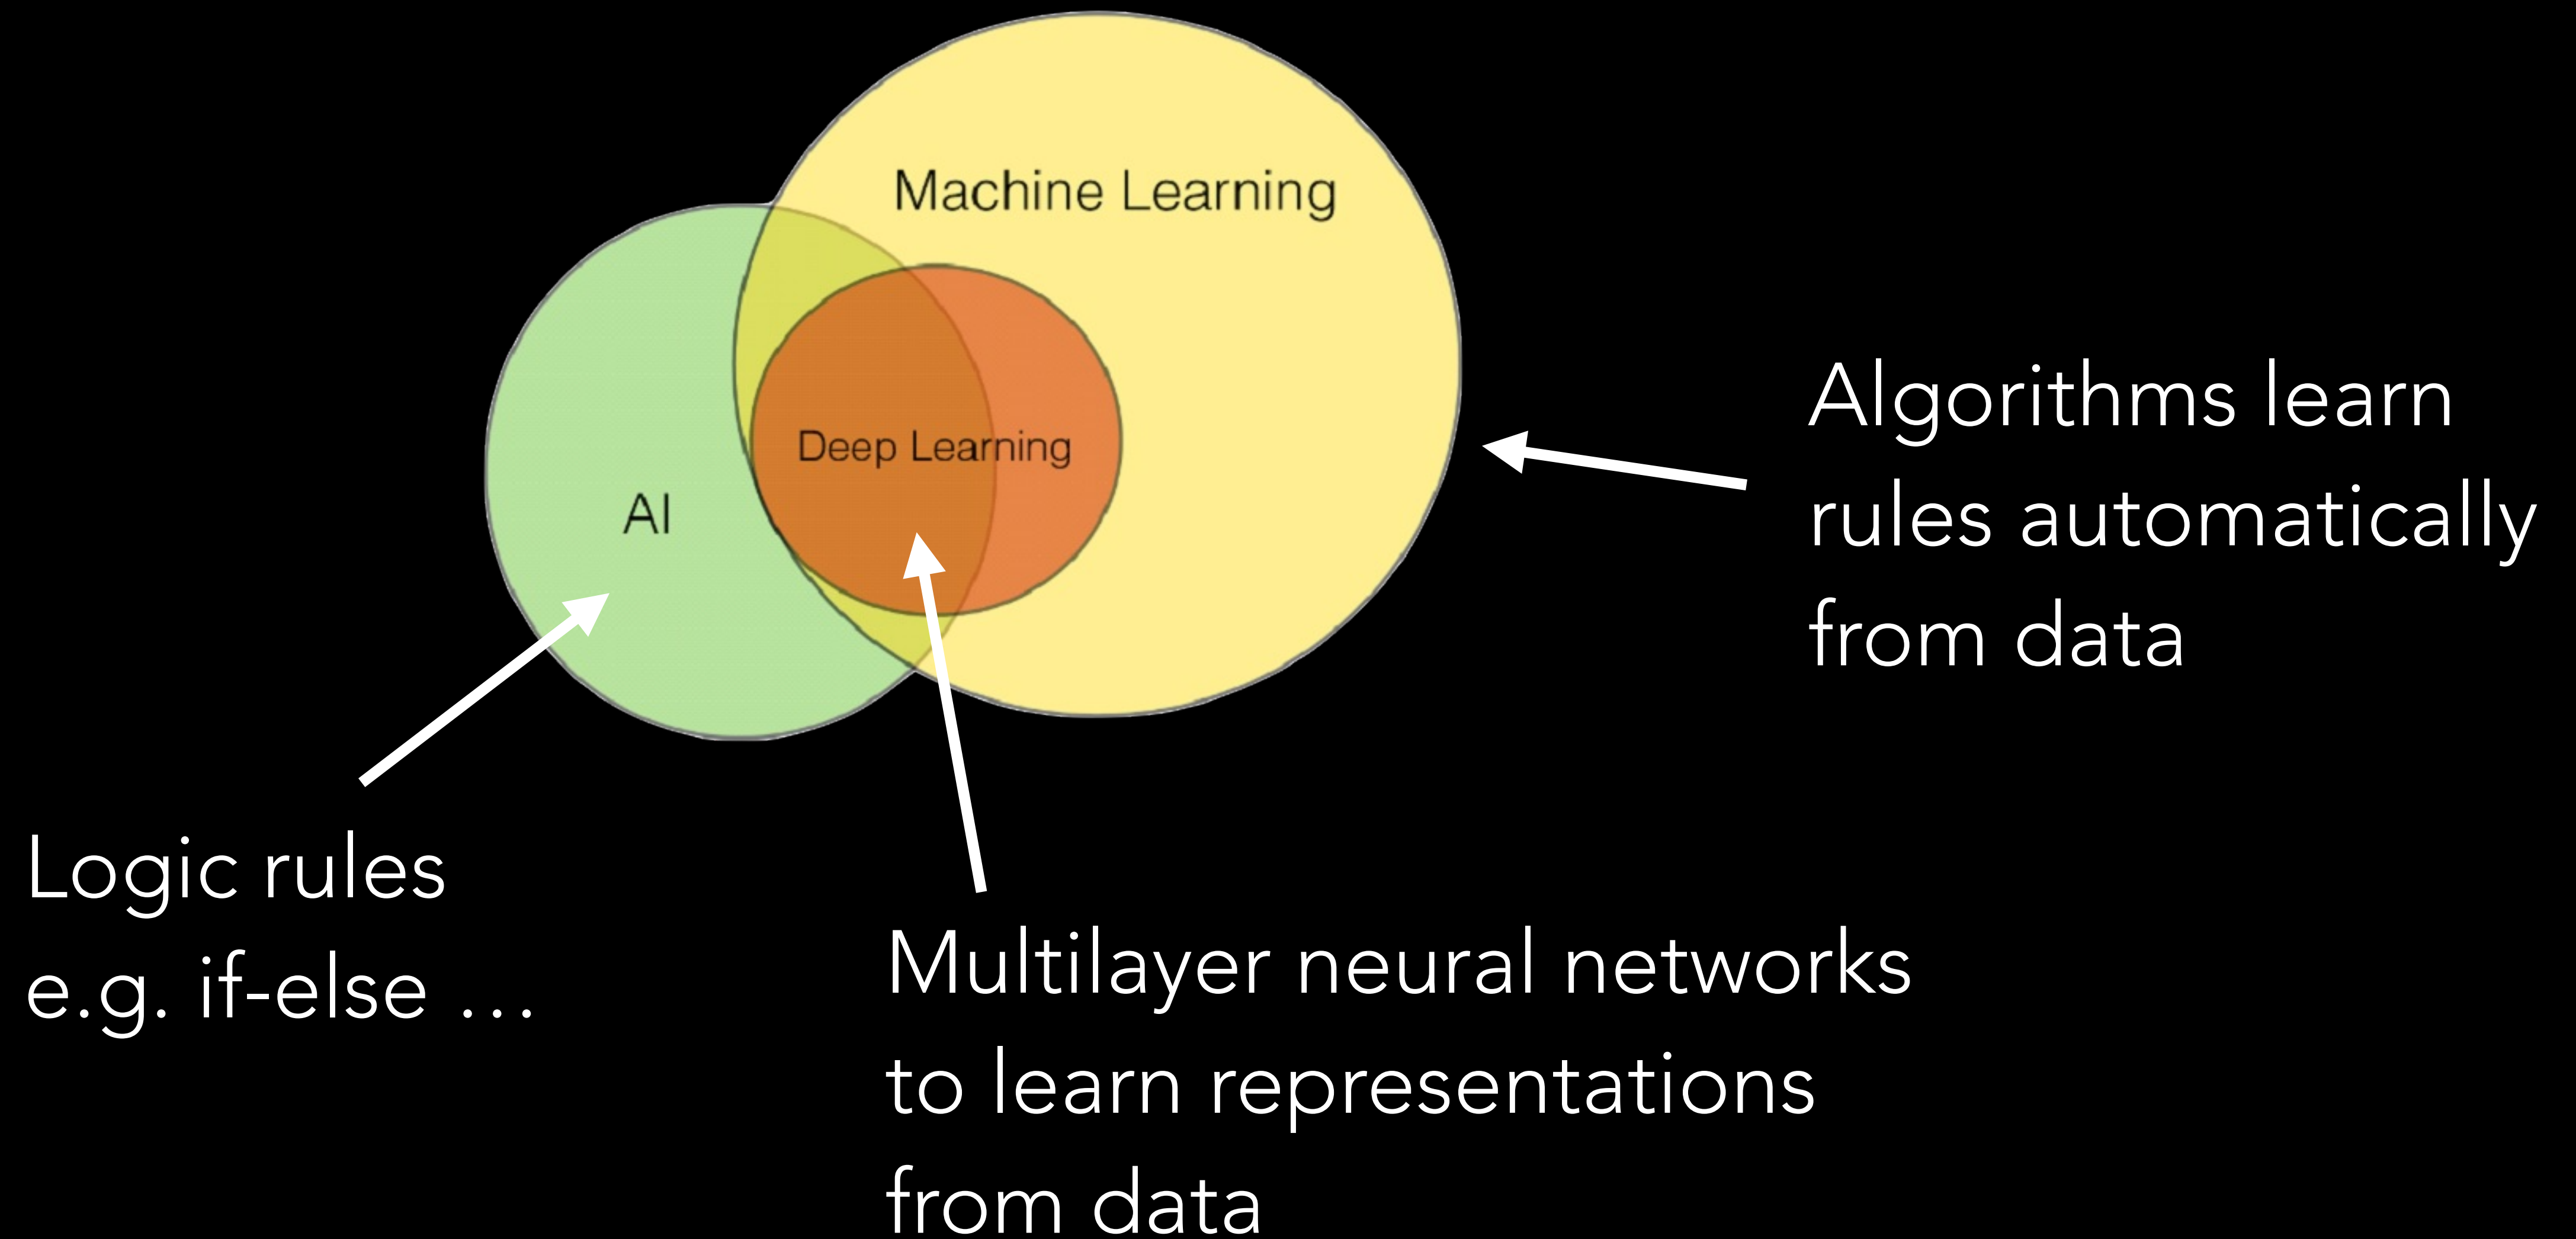 Machine Learning
Deep Learning
AI
Algorithms learn
rules automatically
from data
Logic rules
e.g. if-else …
Multilayer neural networks
to learn representations
from data